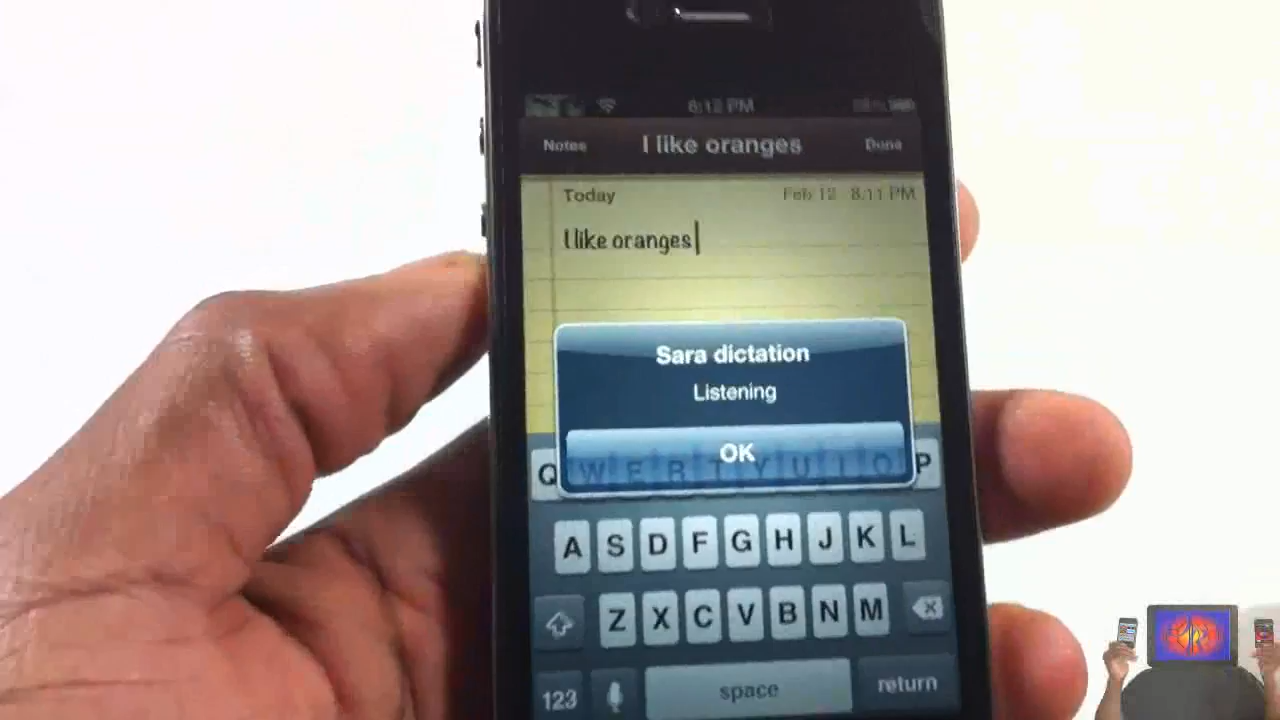 6:12 PM
Notes
I like oranges
Done
Today
Feb 12 8:11 PM
I like oranges
Sara dictation
Listening
OK
Q W E R T Y U I O P
A S D F G H J K L
Z X C V B N M
123
space
return